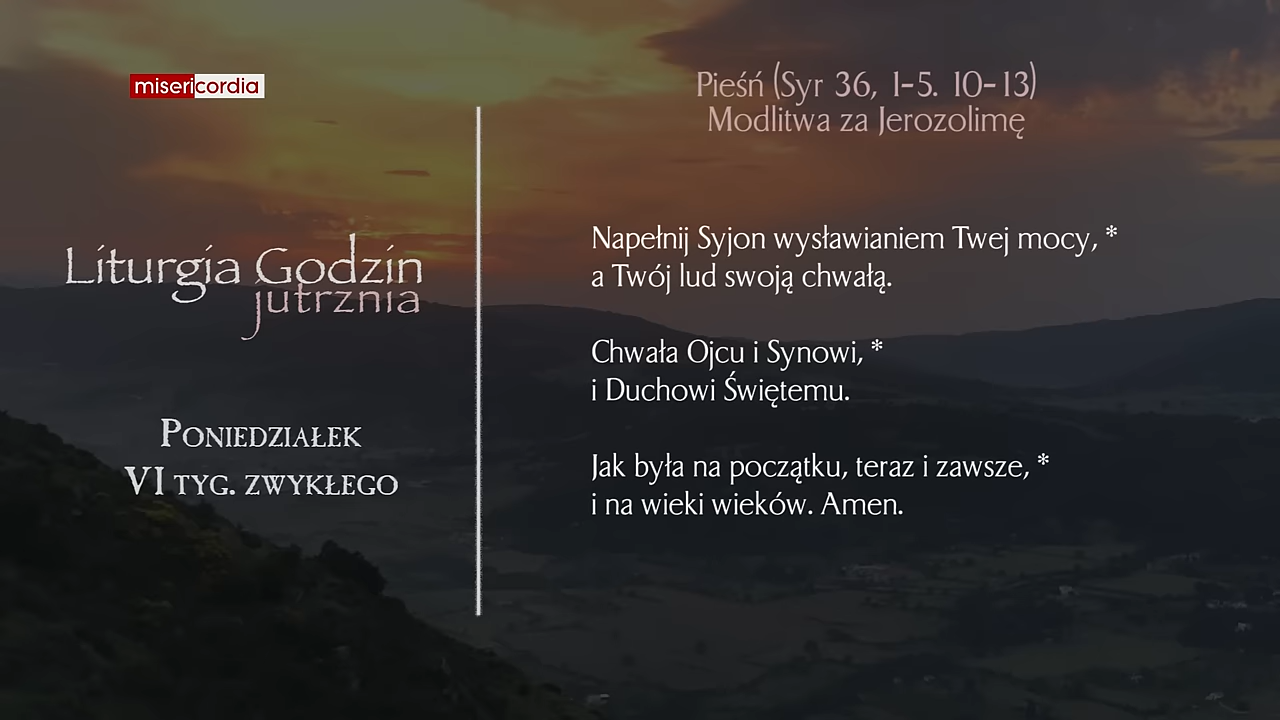 misericordia
Liturgia Godzin
jutrznia
Poniedziałek
VI tyg. zwykłego
Pieśń (Syr 36, 1-5. 10-13)
Modlitwa za Jerozolimę
Napełnij Syjon wysławianiem Twej mocy, *
a Twój lud swoją chwałą.
Chwała Ojcu i Synowi, *
i Duchowi Świętemu.
Jak była na początku, teraz i zawsze, *
i na wieki wieków. Amen.